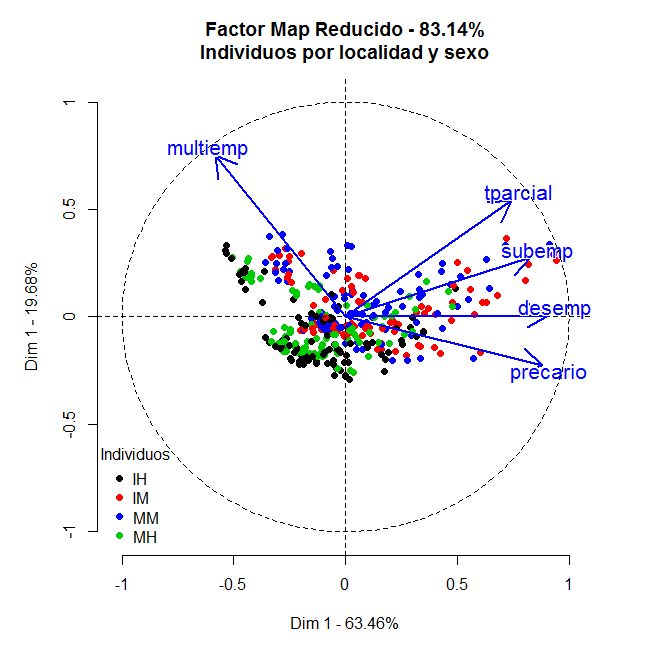 Factor Map Reducido - 83.14%
Individuos por localidad y sexo
1
0.5
0
-0.5
-1
Dim 1 - 19.68%
multiemp
tparcial
subemp
desemp
precario
Individuos
IH
IM
MM
MH
-1
-0.5
0
0.5
1
Dim 1 - 63.46%